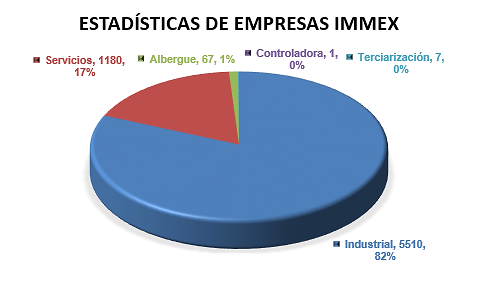 ESTADÍSTICAS DE EMPRESAS IMMEX
Servicios, 1180,
17%
Albergue, 67, 1%
Controladora, 1,
0%
Terciarización, 7,
0%
Industrial, 5510,
82%